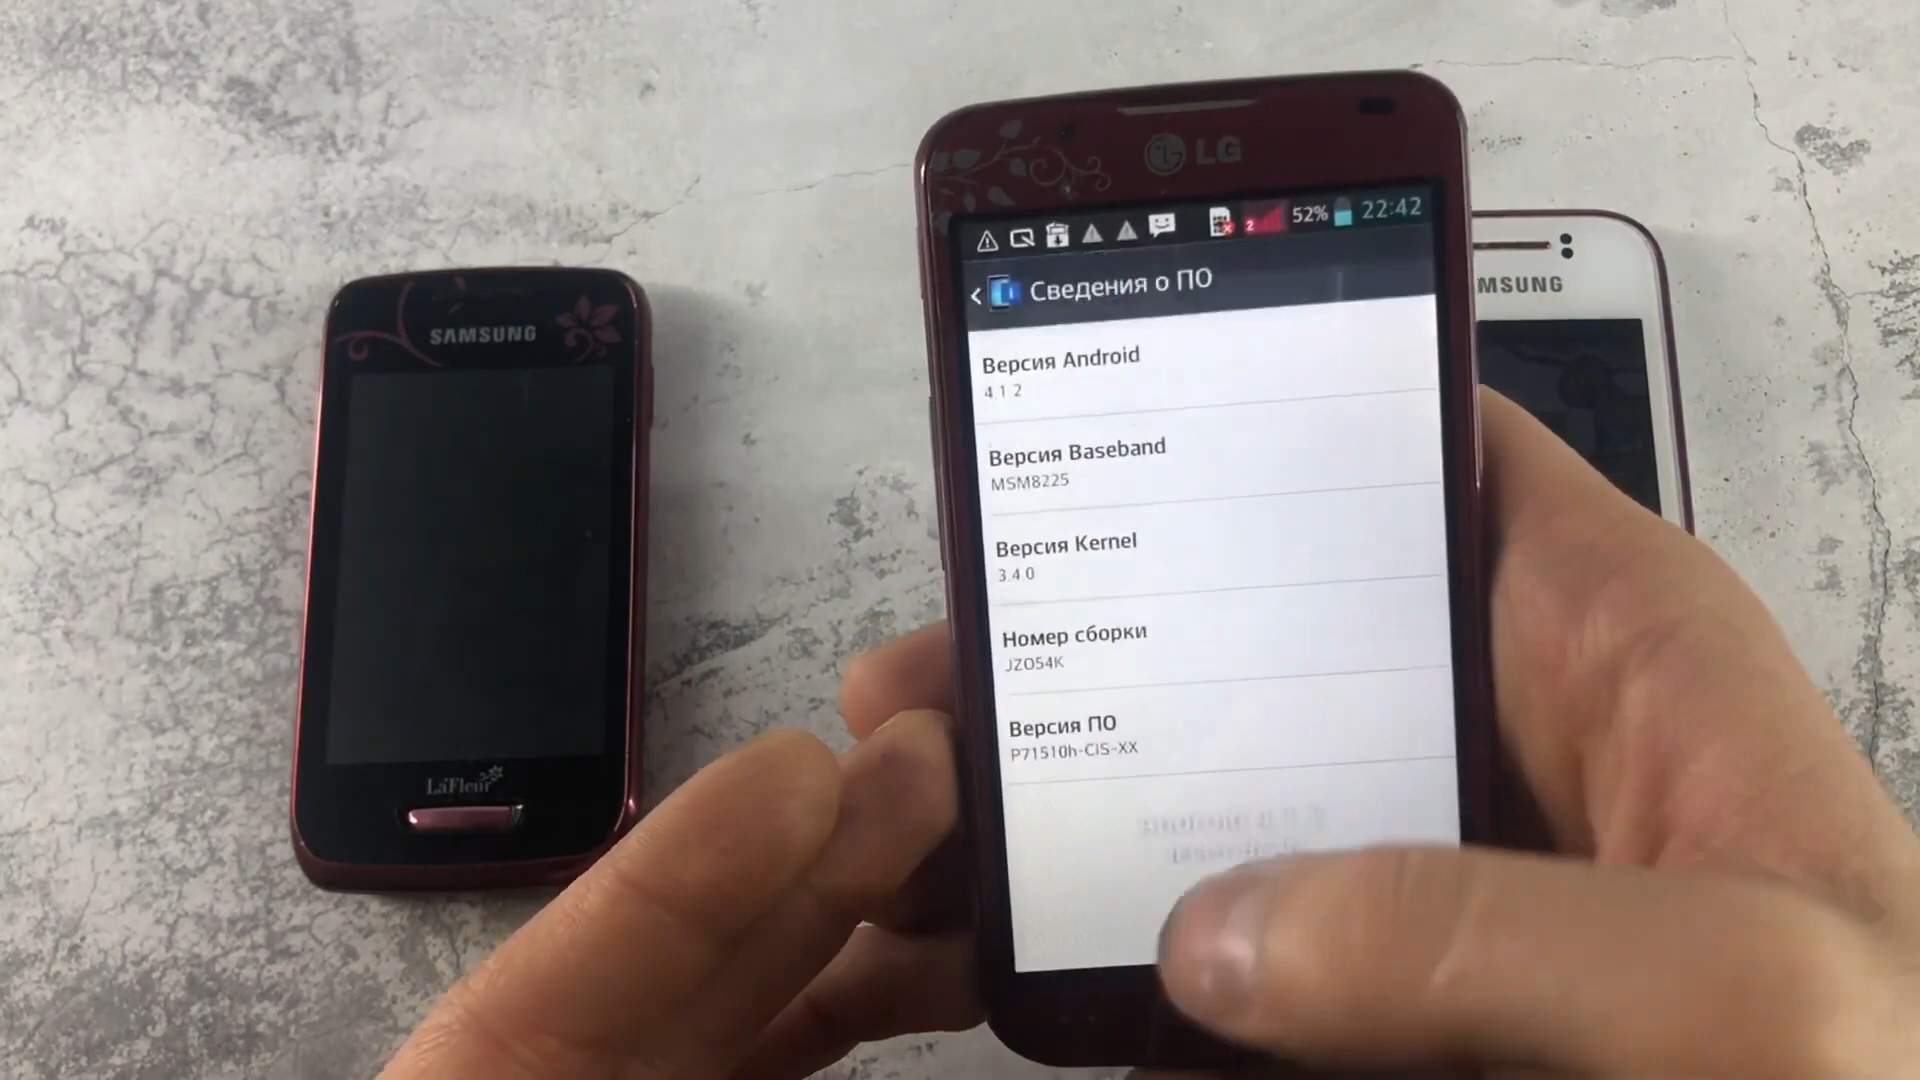 SAMSUNG
LaFleur
LG
2 52% 22:42
Сведения о ПО
Версия Android
4.1.2
Версия Baseband
MSM8225
Версия Kernel
3.4.0
Номер сборки
JZO54K
Версия ПО
P71510h-CIS-XX
MSUNG